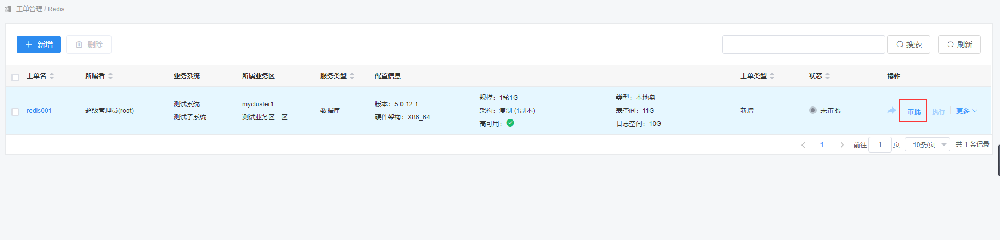 工单管理 / Redis
新增 删除 搜索 刷新
工单名 所属者 业务系统 所属业务区 服务类型 配置信息 工单类型 状态 操作
redis001 超级管理员(root) 测试系统 测试子系统 mycluster1 测试业务区一区 数据库 版本：5.0.12.1 硬件架构：X86_64 规模：1核1G 架构：复制 (1副本) 高可用： 类型：本地盘 表空间：11G 日志空间：10G 新增 未审批 审批 执行 更多
1 前往 1 页 10条/页 共 1 条记录